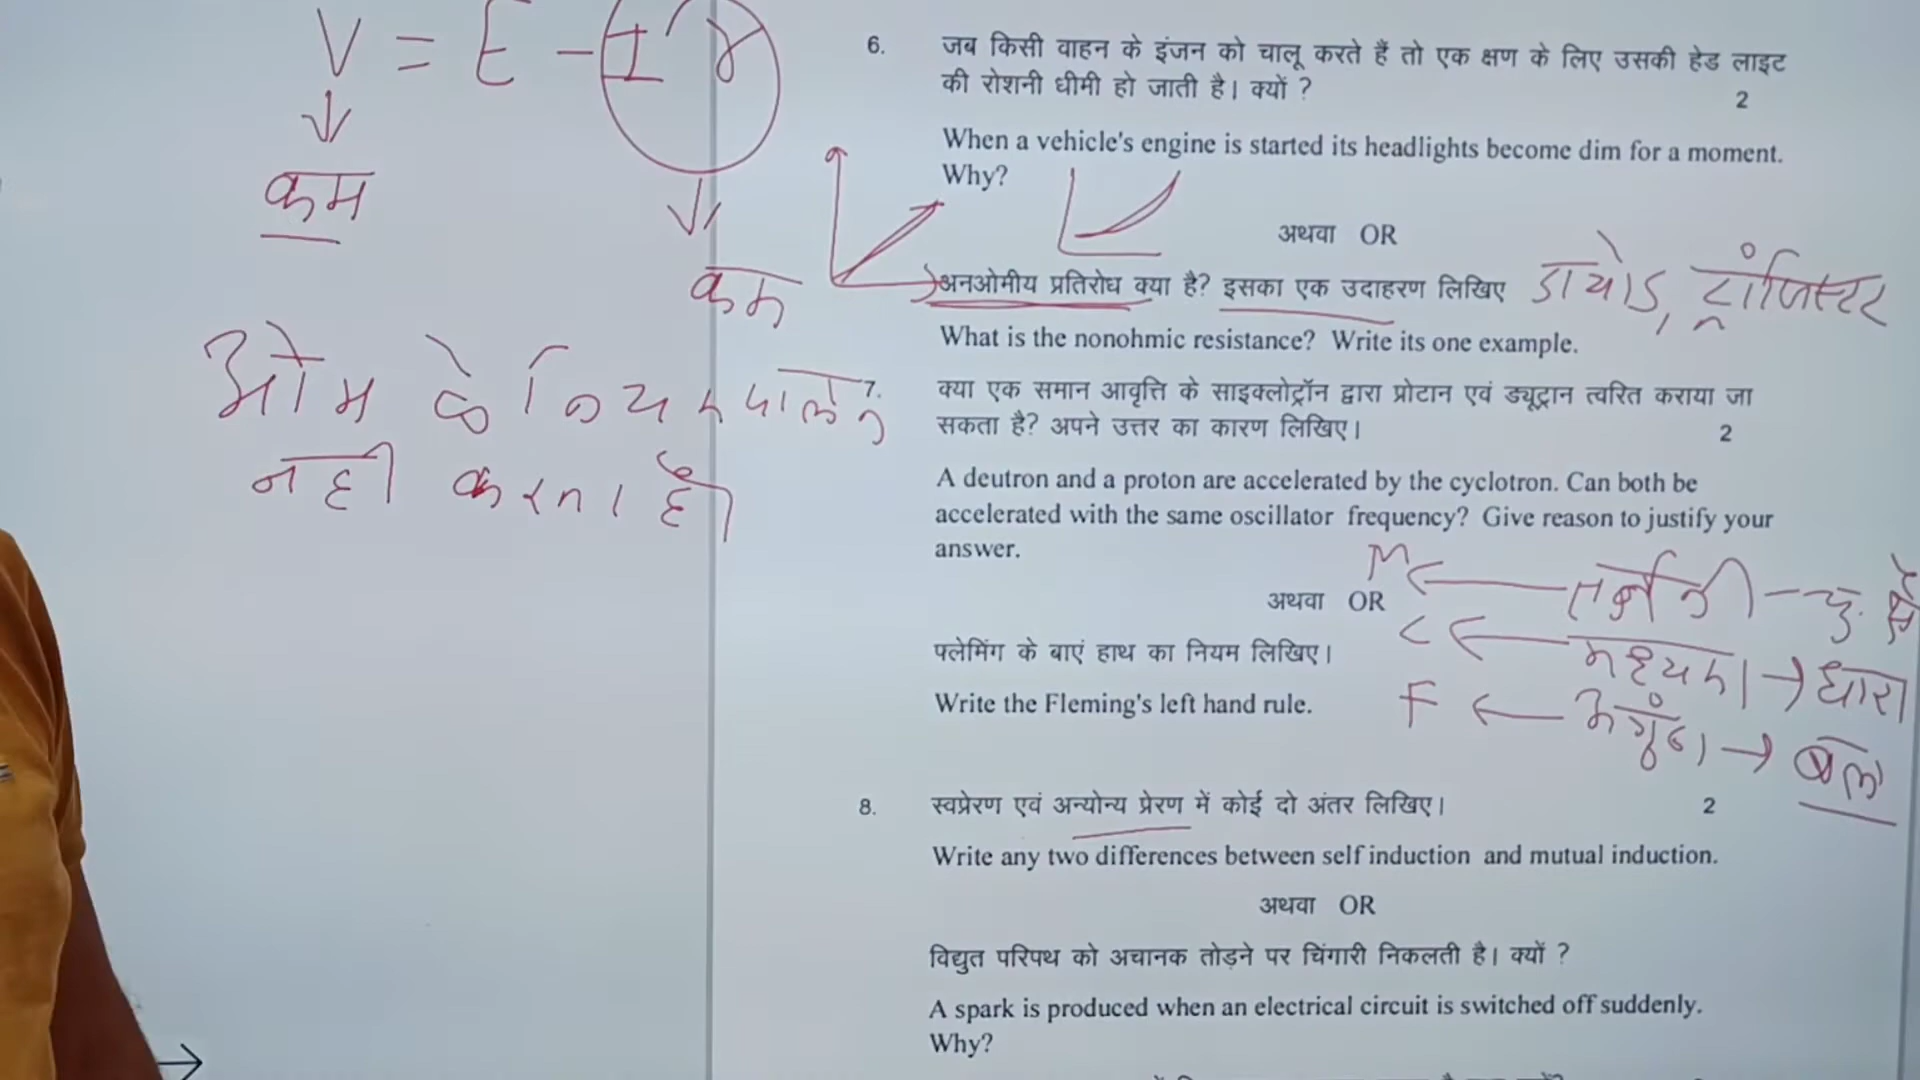 V = E - Ir
कम
कम
ओम के नियम पालन
नही करता है
6. जब किसी वाहन के इंजन को चालू करते हैं तो एक क्षण के लिए उसकी हेड लाइट
की रोशनी धीमी हो जाती है। क्यों ? 2
When a vehicle's engine is started its headlights become dim for a moment.
Why?
अथवा OR
अनओमीय प्रतिरोध क्या है? इसका एक उदाहरण लिखिए डायोड, ट्रांजिस्टर
What is the nonohmic resistance? Write its one example.
7. क्या एक समान आवृत्ति के साइक्लोट्रॉन द्वारा प्रोटान एवं ड्यूट्रान त्वरित कराया जा
सकता है? अपने उत्तर का कारण लिखिए। 2
A deutron and a proton are accelerated by the cyclotron. Can both be
accelerated with the same oscillator frequency? Give reason to justify your
answer.
M तर्जनी चु. क्षे
अथवा OR
C मध्यमा धारा
फ्लेमिंग के बाएं हाथ का नियम लिखिए।
Write the Fleming's left hand rule.
F अंगूठा बल
8. स्वप्रेरण एवं अन्योन्य प्रेरण में कोई दो अंतर लिखिए। 2
Write any two differences between self induction and mutual induction.
अथवा OR
विद्युत परिपथ को अचानक तोड़ने पर चिंगारी निकलती है। क्यों ?
A spark is produced when an electrical circuit is switched off suddenly.
Why?